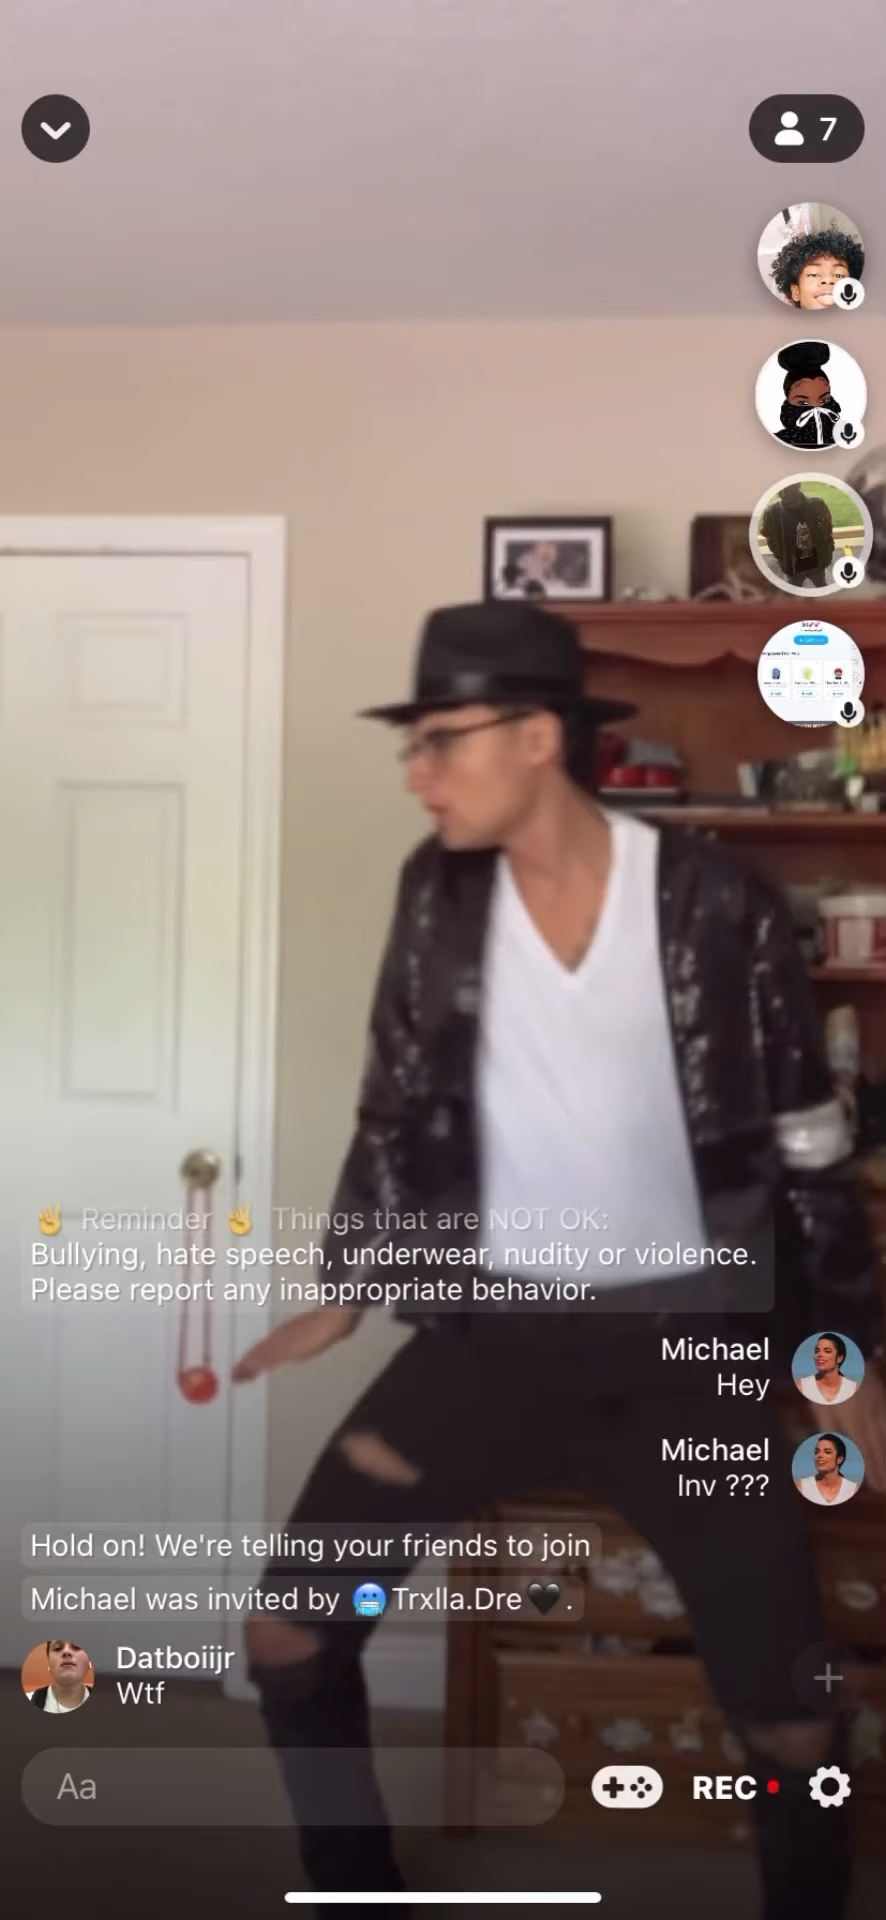 7
✌️ Reminder ✌️ Things that are NOT OK:
Bullying, hate speech, underwear, nudity or violence.
Please report any inappropriate behavior.
Michael
Hey
Michael
Inv ???
Hold on! We're telling your friends to join
Michael was invited by 🥶Trxlla.Dre🖤.
Datboiijr
Wtf
Aa
REC